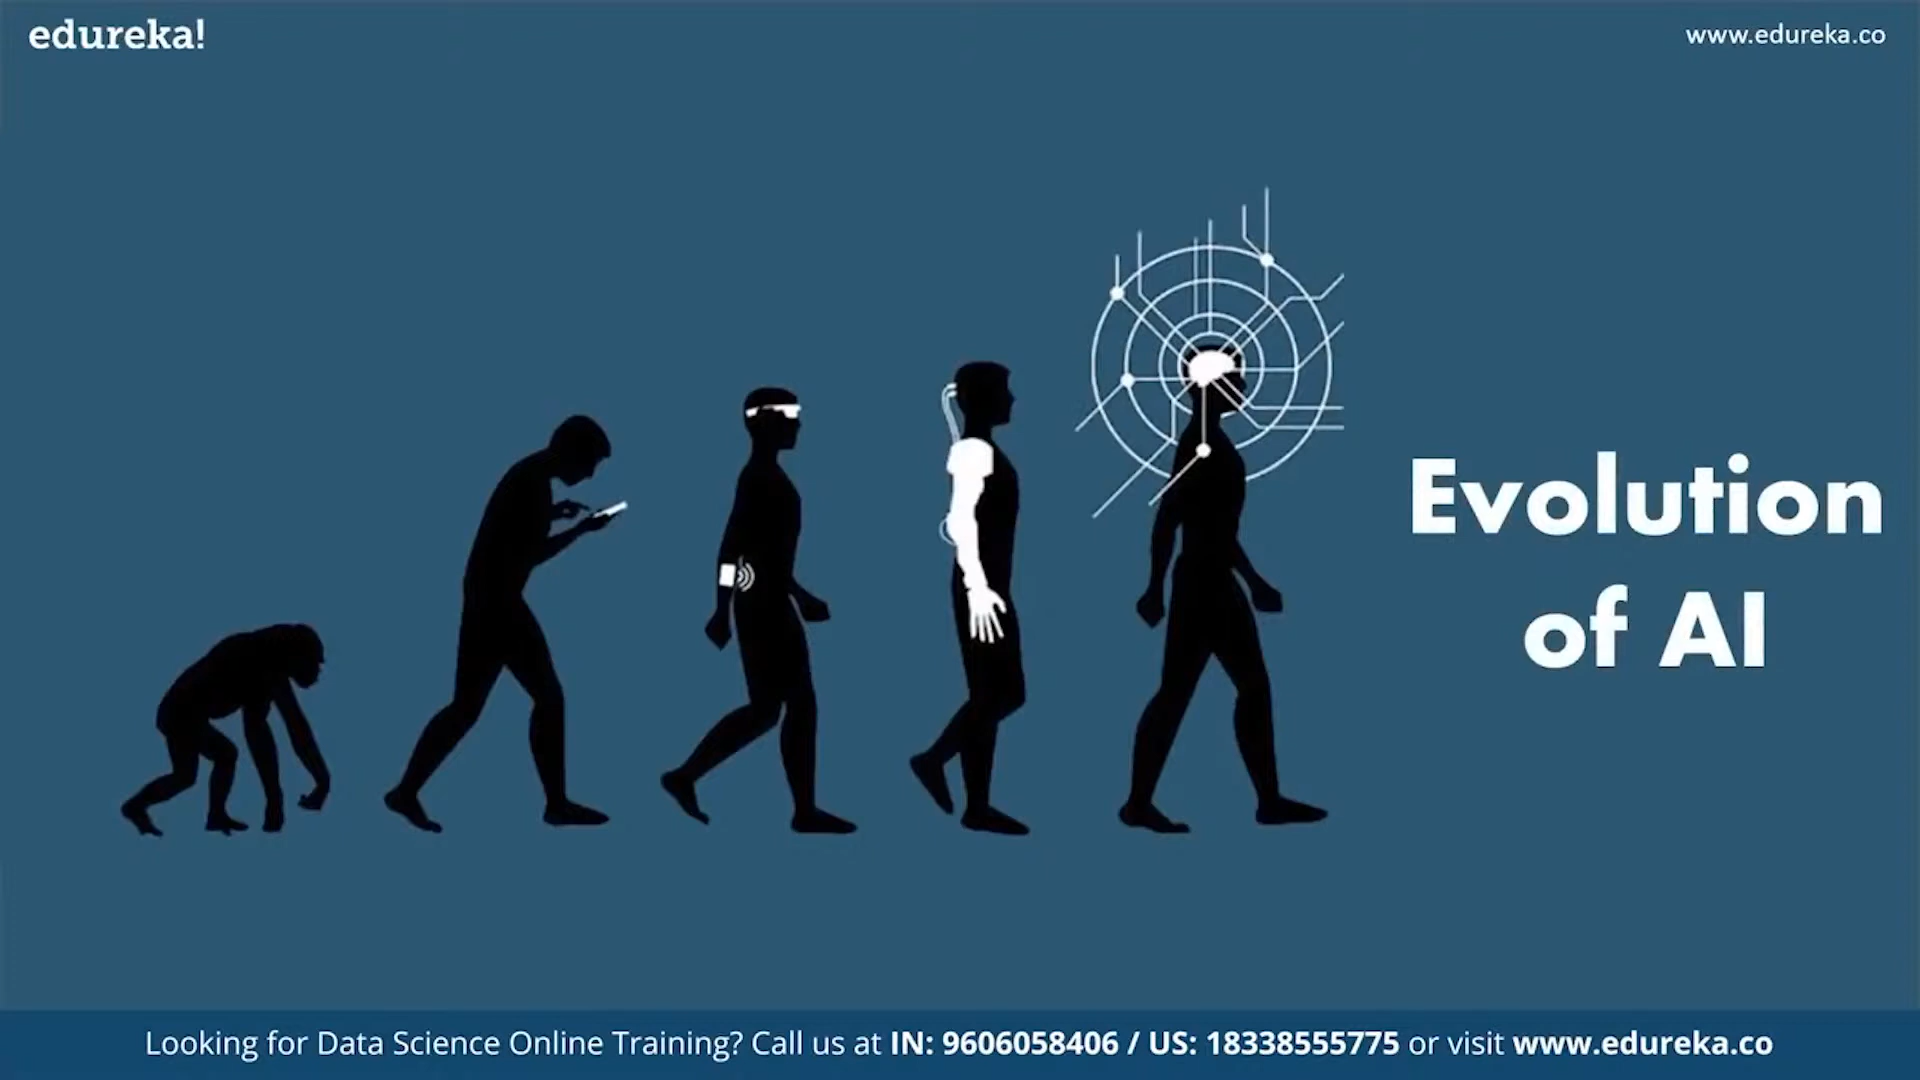 edureka!
www.edureka.co
Evolution
of AI
Looking for Data Science Online Training? Call us at IN: 9606058406 / US: 18338555775 or visit www.edureka.co